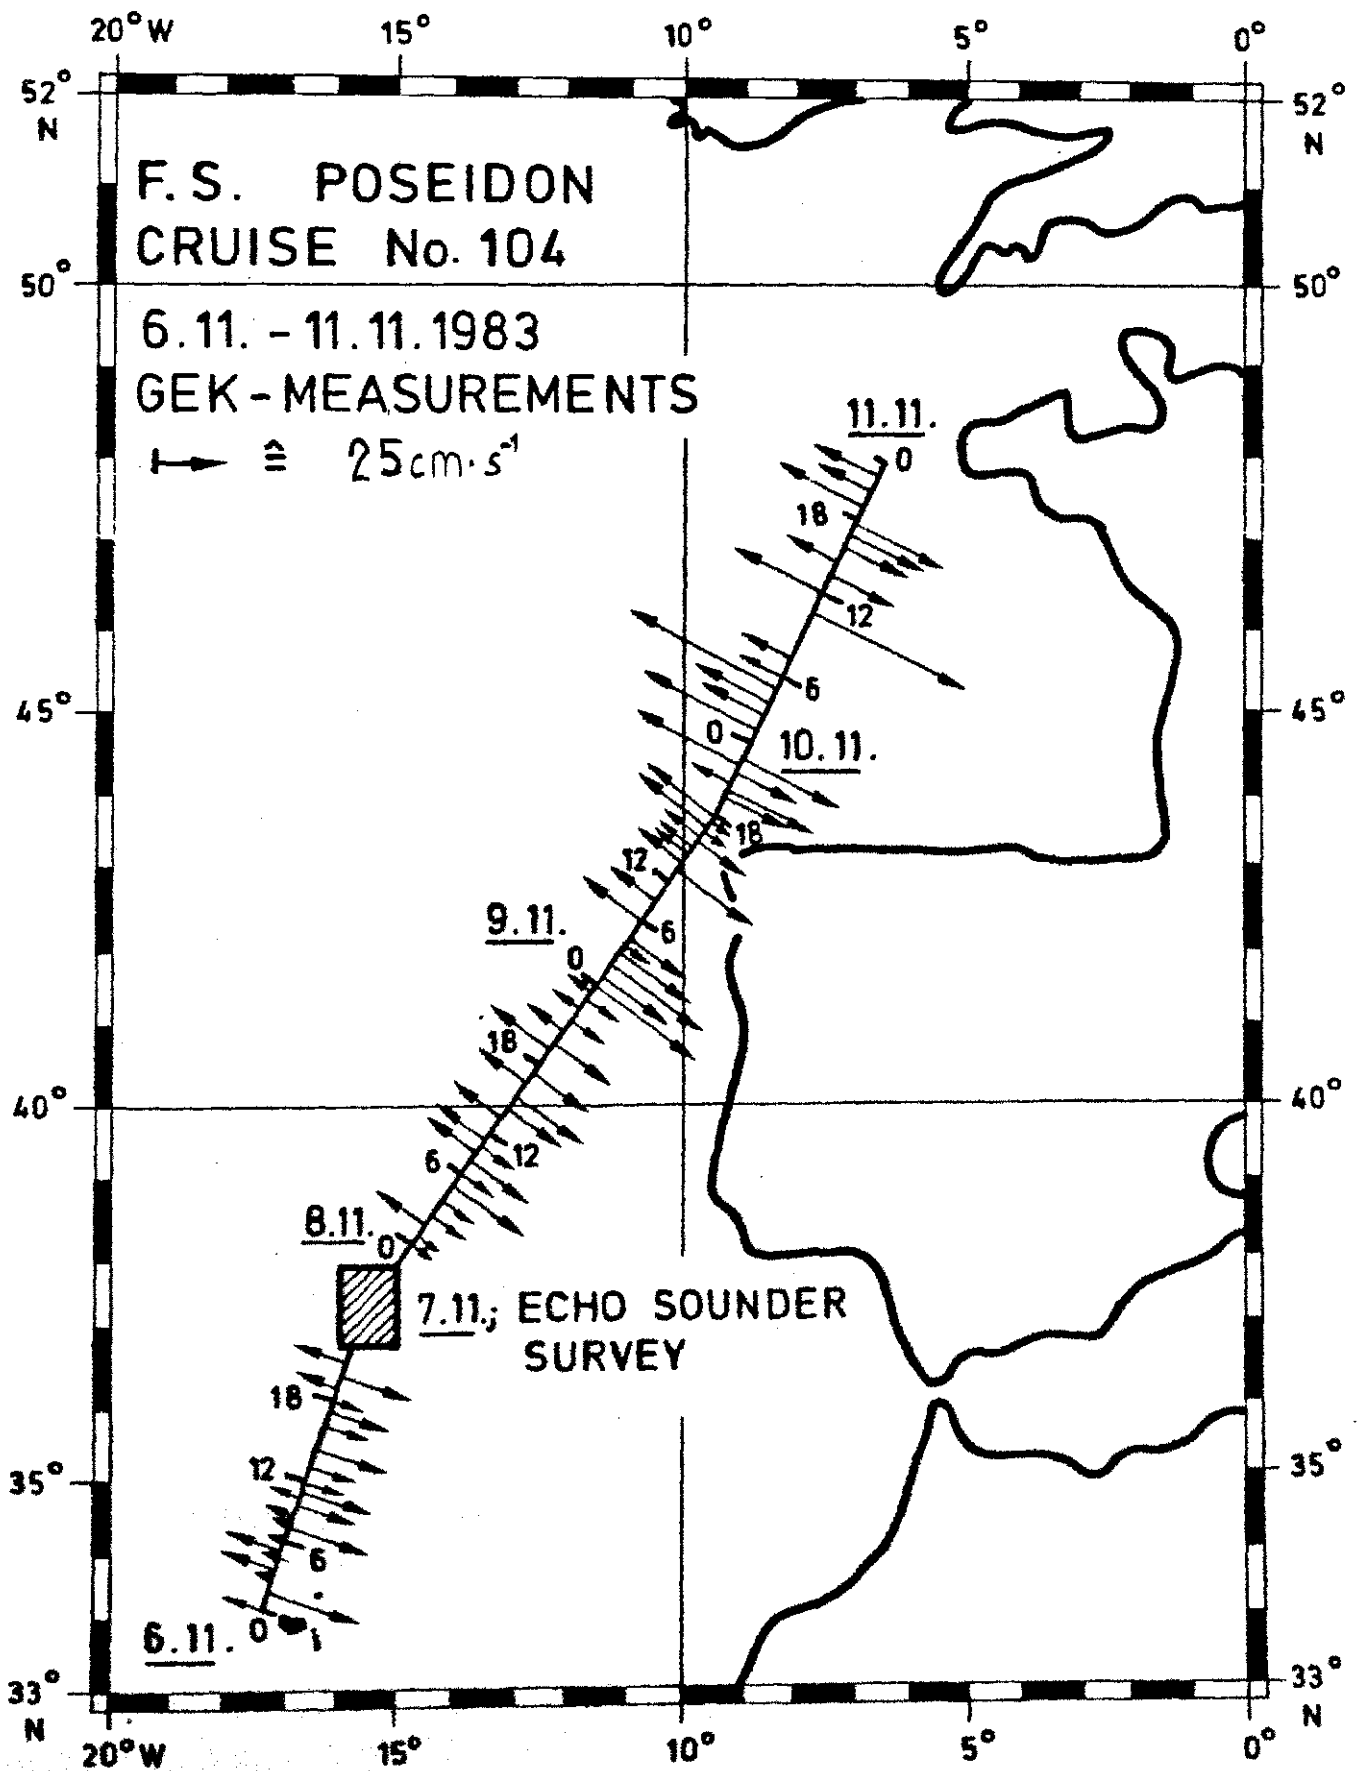 20°W 15° 10° 5° 0°
52° 52°
N N
F.S. POSEIDON
CRUISE No. 104
50° 50°
6.11. - 11.11.1983
GEK - MEASUREMENTS
≙ 25cm·s⁻¹
11.11.
0
18
12
6
45° 45°
0
10.11.
18
12
9.11.
6
0
18
40° 40°
12
6
8.11.
0
7.11.; ECHO SOUNDER
SURVEY
18
12
35° 35°
6
6.11. 0
33° 33°
N N
20°W 15° 10° 5° 0°